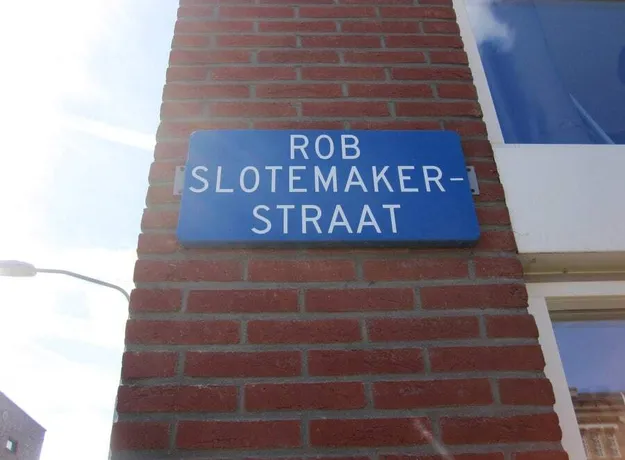 ROB
SLOTEMAKER-
STRAAT